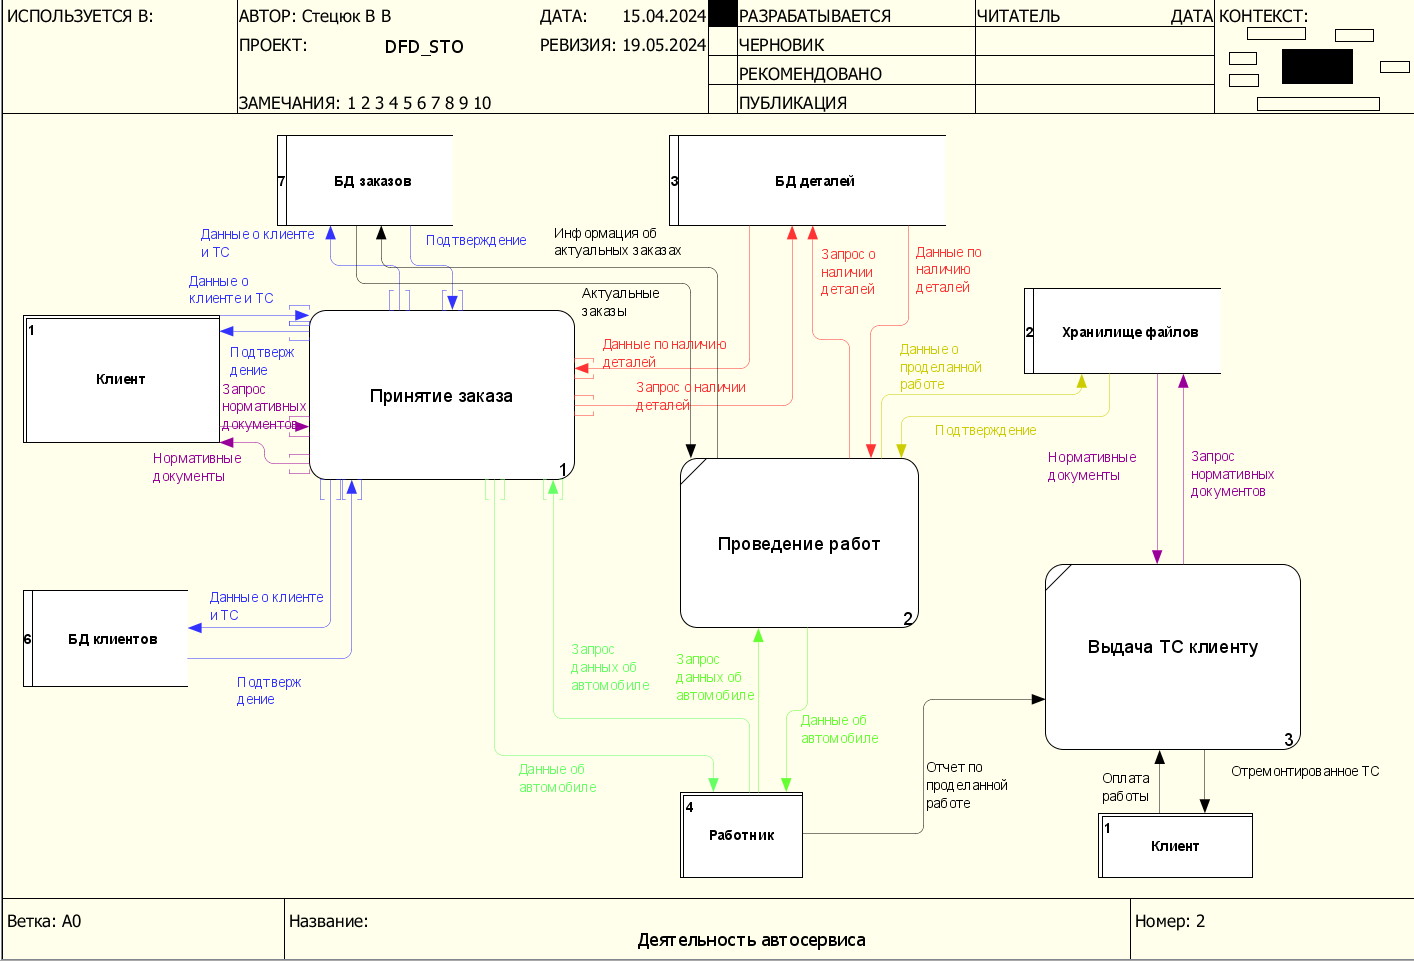 ИСПОЛЬЗУЕТСЯ В:
АВТОР: Стецюк В В
ДАТА: 15.04.2024
РАЗРАБАТЫВАЕТСЯ
ЧИТАТЕЛЬ
ДАТА
КОНТЕКСТ:
ПРОЕКТ:
DFD_STO
РЕВИЗИЯ: 19.05.2024
ЧЕРНОВИК
РЕКОМЕНДОВАНО
ЗАМЕЧАНИЯ: 1 2 3 4 5 6 7 8 9 10
ПУБЛИКАЦИЯ
7
БД заказов
3
БД деталей
Данные о клиенте
и ТС
Подтверждение
Информация об
актуальных заказах
Запрос о
наличии
деталей
Данные по
наличию
деталей
Данные о
клиенте и ТС
Актуальные
заказы
1
Клиент
Подтверж
дение
Запрос
нормативных
документов
Нормативные
документы
Принятие заказа
1
Данные по наличию
деталей
Запрос о наличии
деталей
Данные о
проделанной
работе
Подтверждение
2
Хранилище файлов
Нормативные
документы
Запрос
нормативных
документов
Проведение работ
2
6
БД клиентов
Данные о клиенте
и ТС
Подтверж
дение
Запрос
данных об
автомобиле
Запрос
данных об
автомобиле
Данные об
автомобиле
Данные об
автомобиле
Выдача ТС клиенту
3
4
Работник
Отчет по
проделанной
работе
Оплата
работы
Отремонтированное ТС
1
Клиент
Ветка: A0
Название:
Деятельность автосервиса
Номер: 2